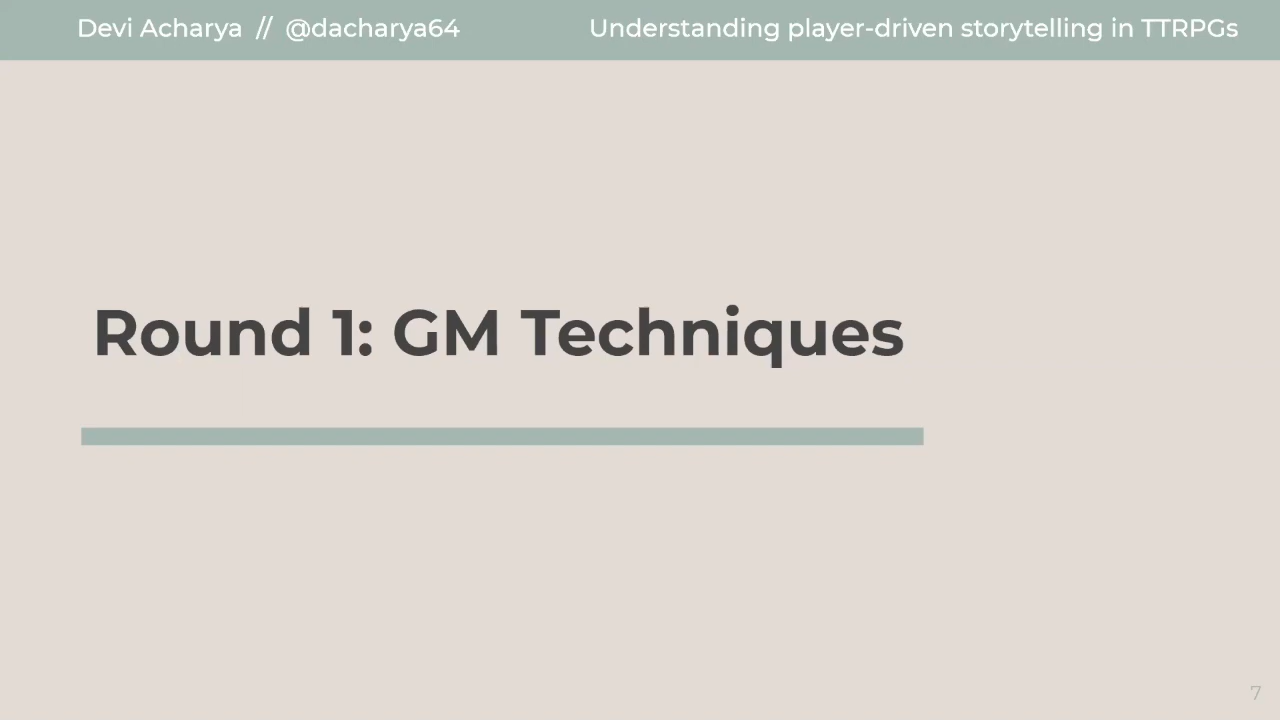 Devi Acharya // @dacharya64
Understanding player-driven storytelling in TTRPGs
Round 1: GM Techniques
7